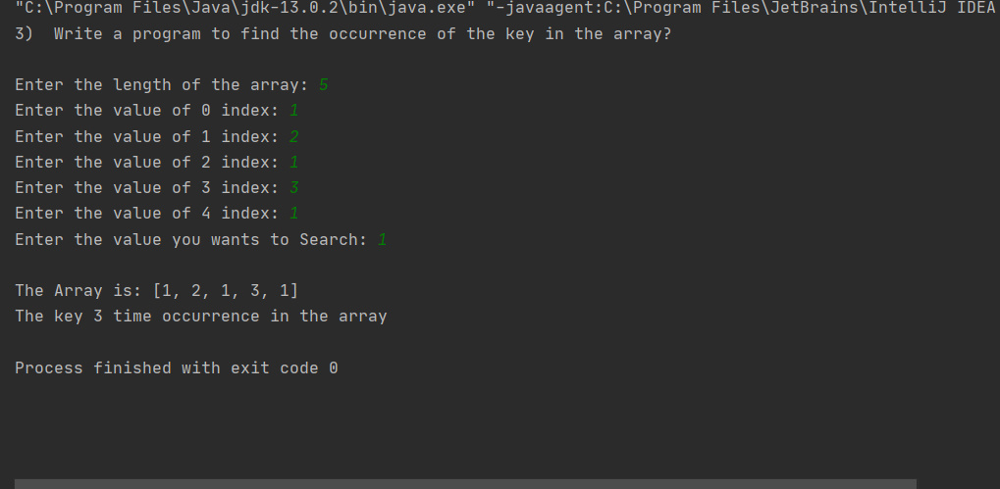 "C:\Program Files\Java\jdk-13.0.2\bin\java.exe" "-javaagent:C:\Program Files\JetBrains\IntelliJ IDEA
3)  Write a program to find the occurrence of the key in the array?
Enter the length of the array: 5
Enter the value of 0 index: 1
Enter the value of 1 index: 2
Enter the value of 2 index: 1
Enter the value of 3 index: 3
Enter the value of 4 index: 1
Enter the value you wants to Search: 1
The Array is: [1, 2, 1, 3, 1]
The key 3 time occurrence in the array
Process finished with exit code 0